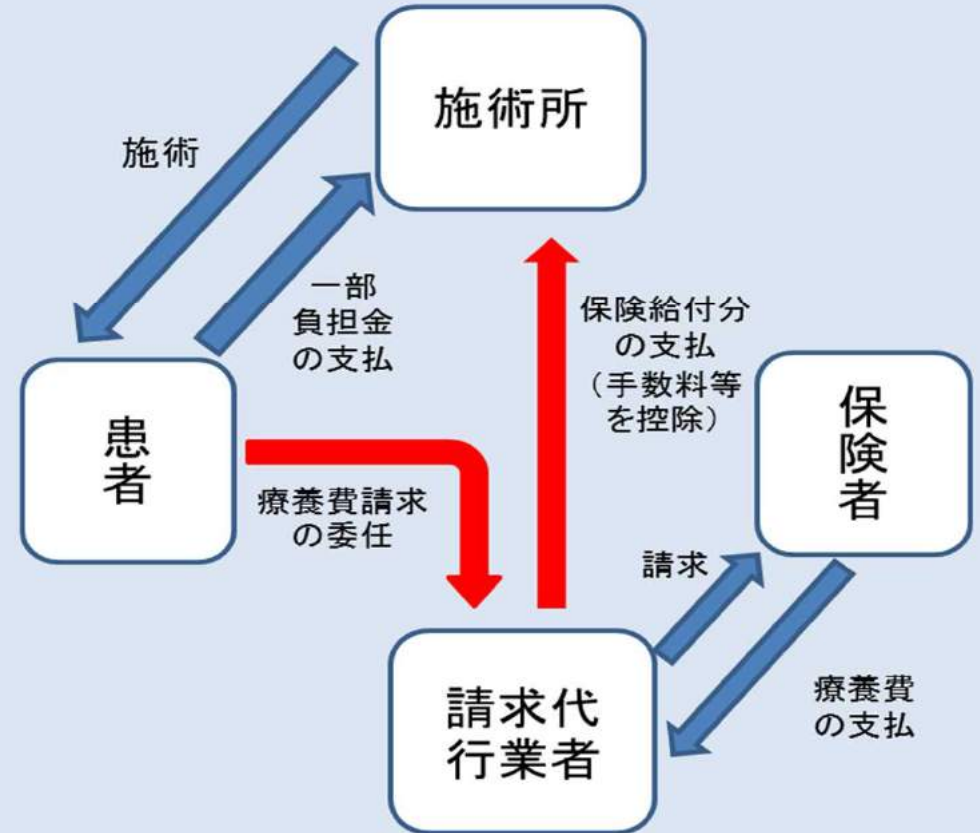 施術所
施術
一部
負担金
の支払
保険給付分
の支払
（手数料等
を控除）
患者
保険者
療養費請求
の委任
請求
請求代
行業者
療養費
の支払